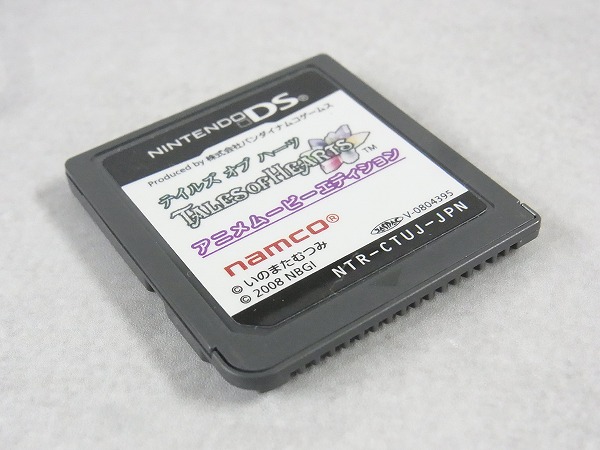 NINTENDO DS®
Produced by 株式会社バンダイナムコゲームス
テイルズ オブ ハーツ
TALES OF HEARTS™
アニメムービーエディション
namco®
©いのまたむつみ
©2008 NBGI
V-0804395
NTR-CTUJ-JPN